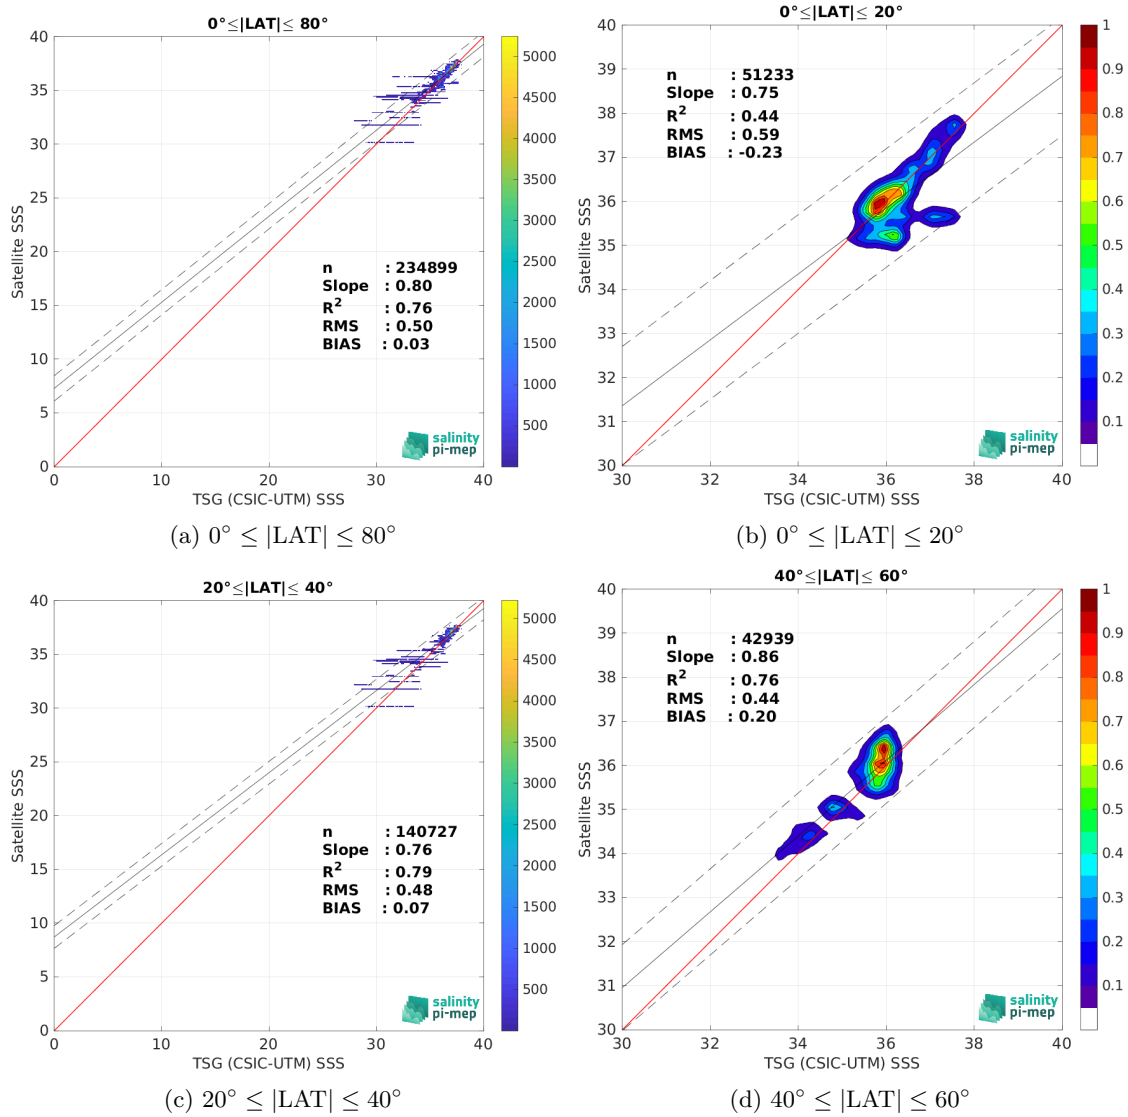 0°≤|LAT|≤ 80°
40
35
30
25
20
15
10
5
0
Satellite SSS
n : 234899
Slope : 0.80
R² : 0.76
RMS : 0.50
BIAS : 0.03
salinity
pi-mep
0 10 20 30 40
TSG (CSIC-UTM) SSS
5000
4500
4000
3500
3000
2500
2000
1500
1000
500
(a) 0° ≤ |LAT| ≤ 80°
0°≤|LAT|≤ 20°
40
39
38
37
36
35
34
33
32
31
30
Satellite SSS
n : 51233
Slope : 0.75
R² : 0.44
RMS : 0.59
BIAS : -0.23
salinity
pi-mep
30 32 34 36 38 40
TSG (CSIC-UTM) SSS
1
0.9
0.8
0.7
0.6
0.5
0.4
0.3
0.2
0.1
(b) 0° ≤ |LAT| ≤ 20°
20°≤|LAT|≤ 40°
40
35
30
25
20
15
10
5
0
Satellite SSS
n : 140727
Slope : 0.76
R² : 0.79
RMS : 0.48
BIAS : 0.07
salinity
pi-mep
0 10 20 30 40
TSG (CSIC-UTM) SSS
5000
4500
4000
3500
3000
2500
2000
1500
1000
500
(c) 20° ≤ |LAT| ≤ 40°
40°≤|LAT|≤ 60°
40
39
38
37
36
35
34
33
32
31
30
Satellite SSS
n : 42939
Slope : 0.86
R² : 0.76
RMS : 0.44
BIAS : 0.20
salinity
pi-mep
30 32 34 36 38 40
TSG (CSIC-UTM) SSS
1
0.9
0.8
0.7
0.6
0.5
0.4
0.3
0.2
0.1
(d) 40° ≤ |LAT| ≤ 60°